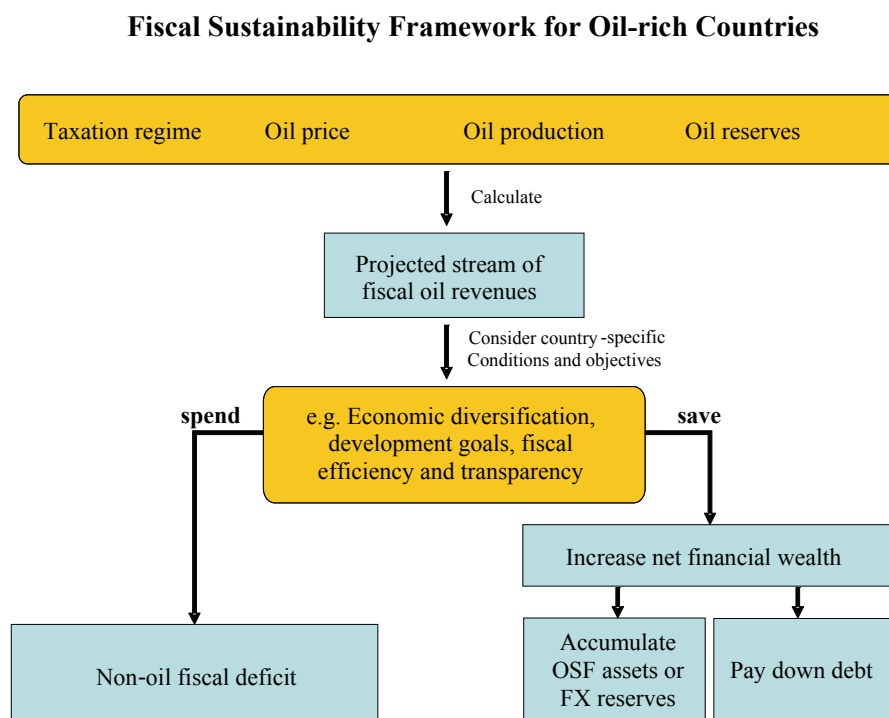 Fiscal Sustainability Framework for Oil-rich Countries
Taxation regime Oil price Oil production Oil reserves
Calculate
Projected stream of
fiscal oil revenues
Consider country-specific
Conditions and objectives
spend
e.g. Economic diversification,
development goals, fiscal
efficiency and transparency
save
Increase net financial wealth
Non-oil fiscal deficit
Accumulate
OSF assets or
FX reserves
Pay down debt